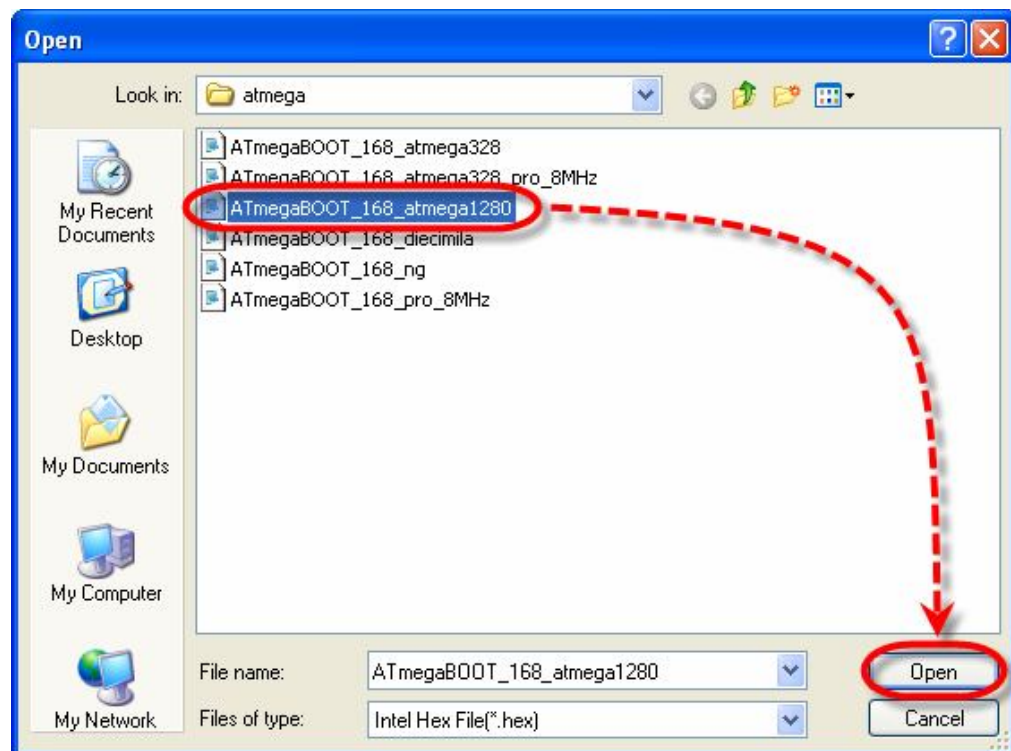 Open
Look in: atmega
ATmegaBOOT_168_atmega328
ATmegaBOOT_168_atmega328_pro_8MHz
ATmegaBOOT_168_atmega1280
ATmegaBOOT_168_diecimila
ATmegaBOOT_168_ng
ATmegaBOOT_168_pro_8MHz
My Recent
Documents
Desktop
My Documents
My Computer
My Network
File name: ATmegaBOOT_168_atmega1280 Open
Files of type: Intel Hex File(*.hex) Cancel